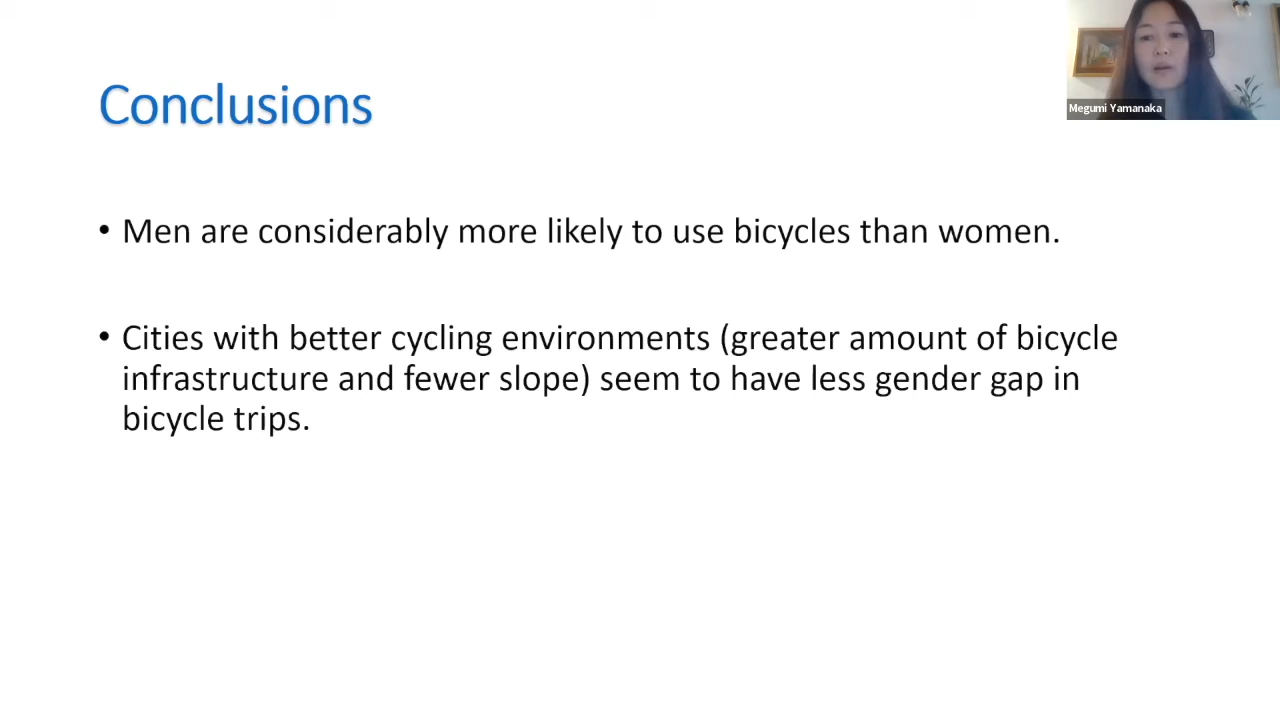 Conclusions
Megumi Yamanaka
• Men are considerably more likely to use bicycles than women.
• Cities with better cycling environments (greater amount of bicycle
infrastructure and fewer slope) seem to have less gender gap in
bicycle trips.